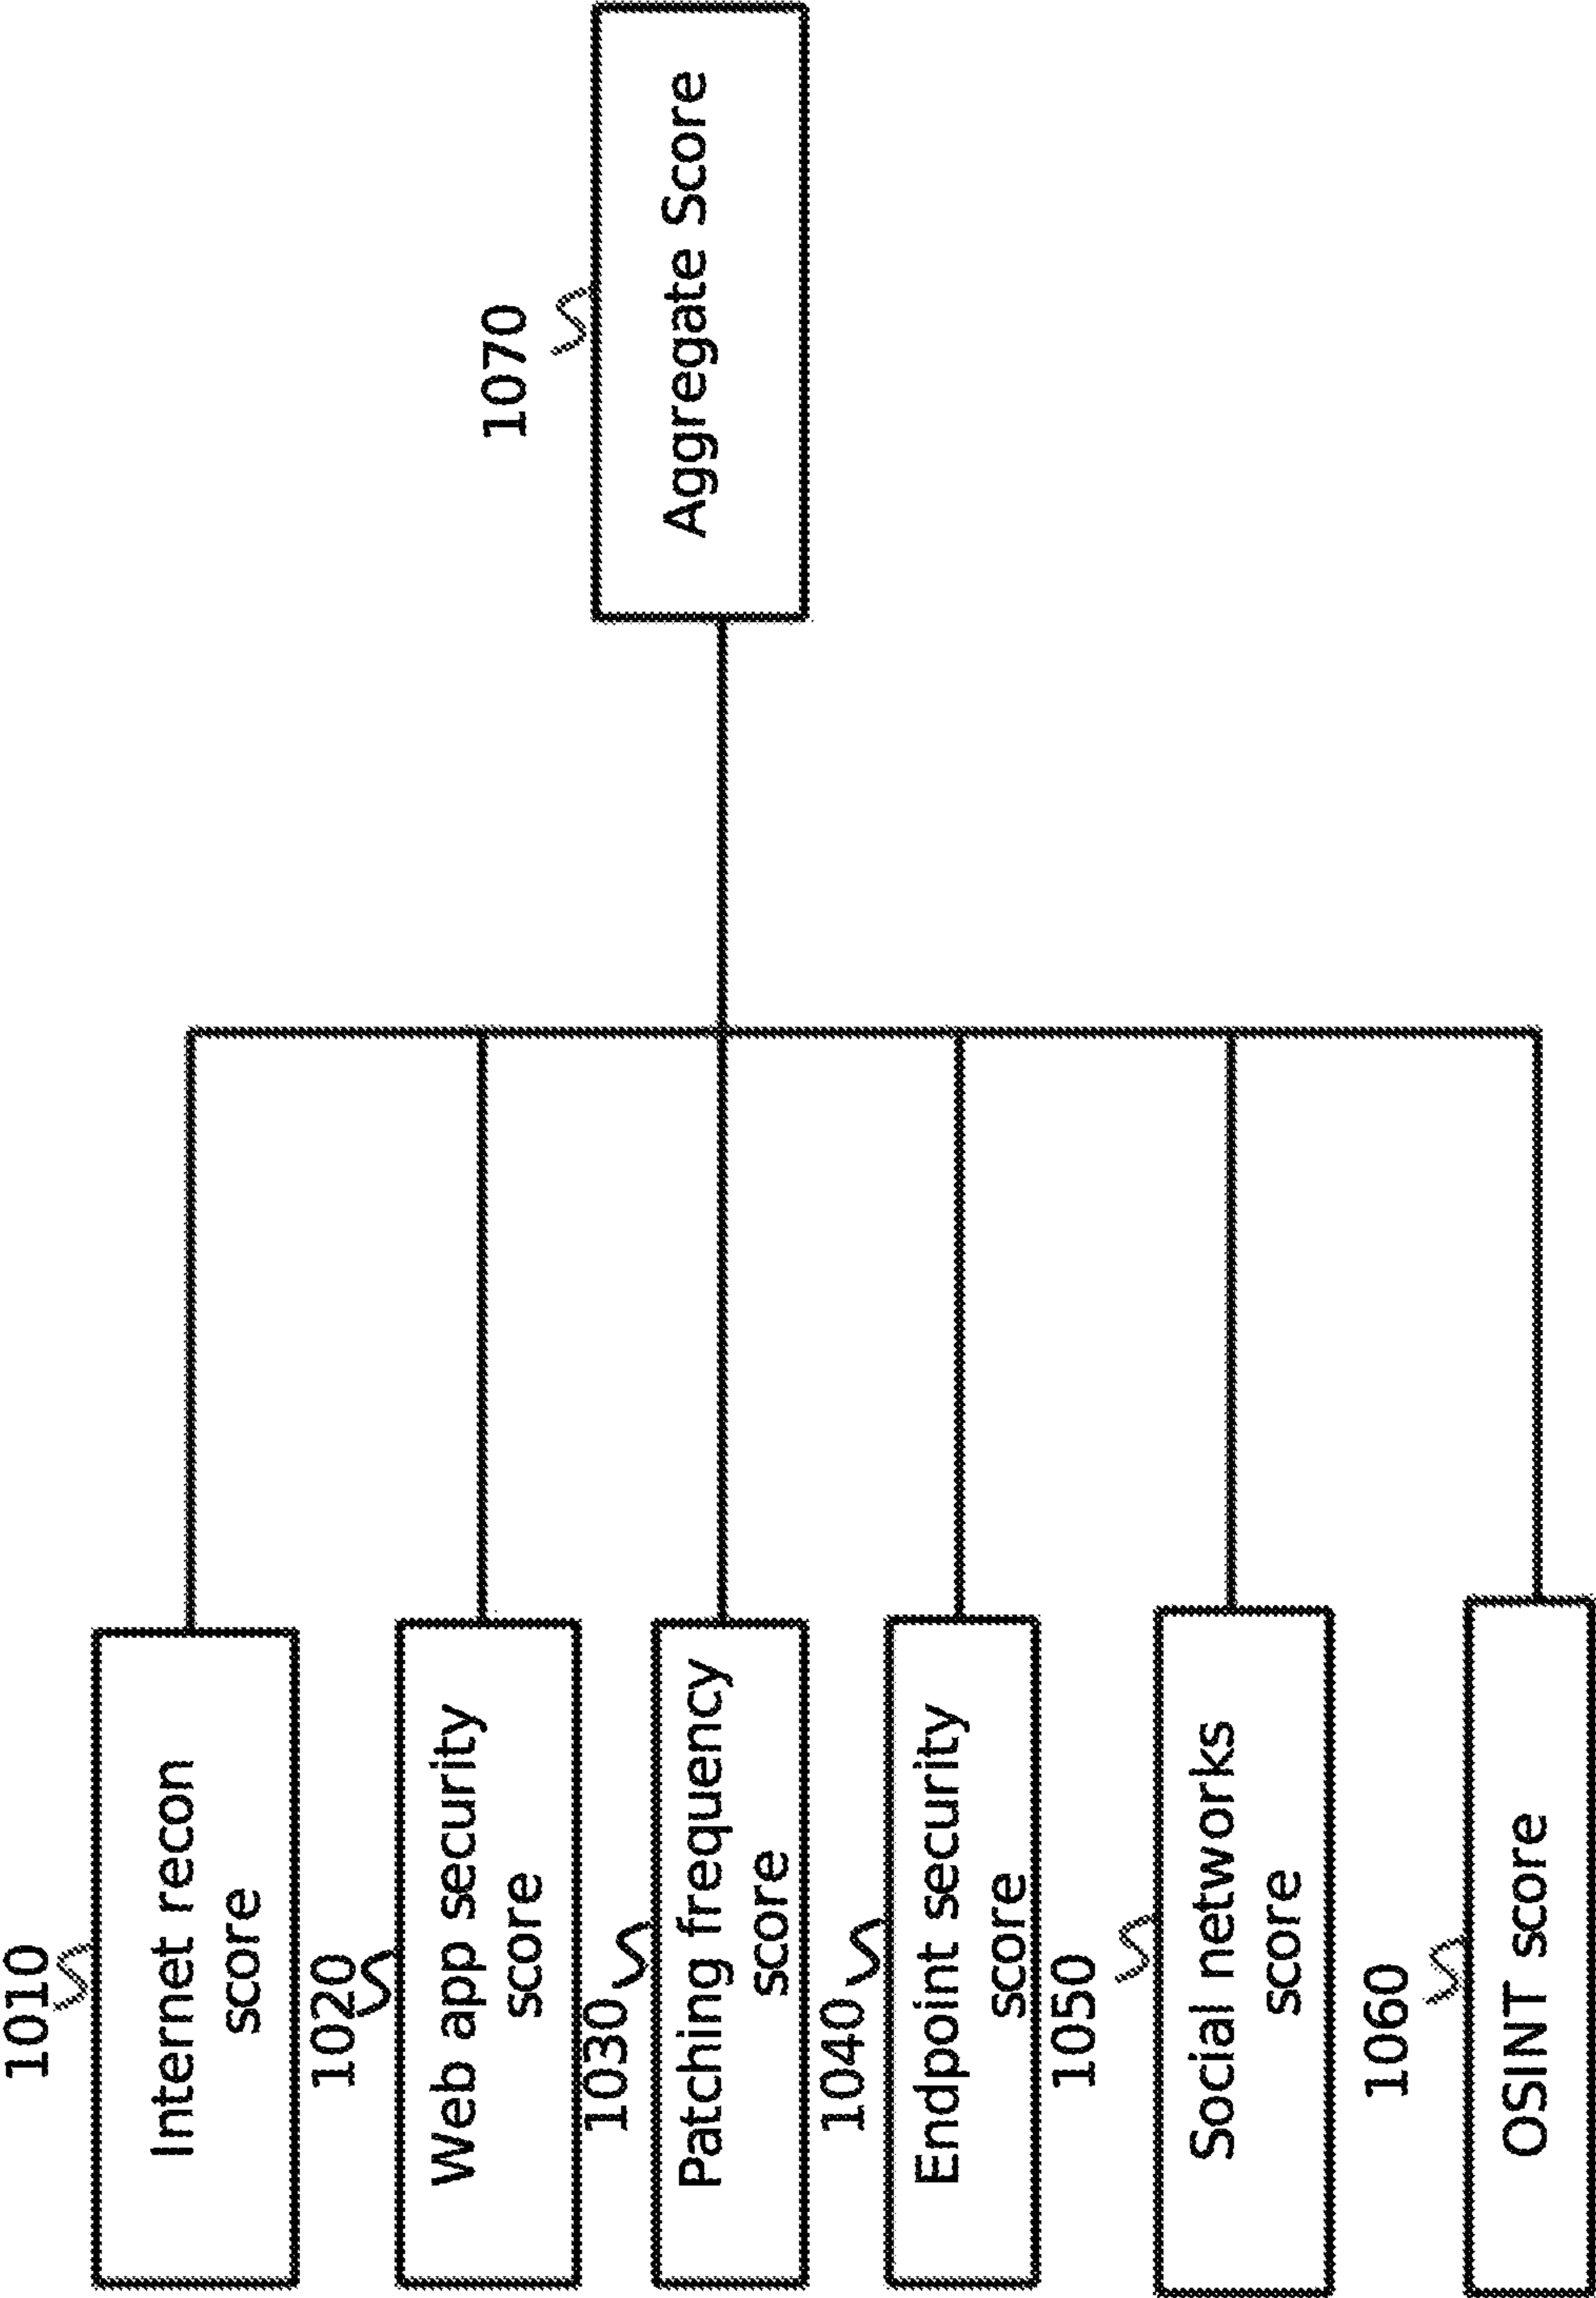 1010
Internet recon
score
1020
Web app security
score
1030
Patching frequency
score
1040
Endpoint security
score
1050
Social networks
score
1060
OSINT score
1070
Aggregate Score